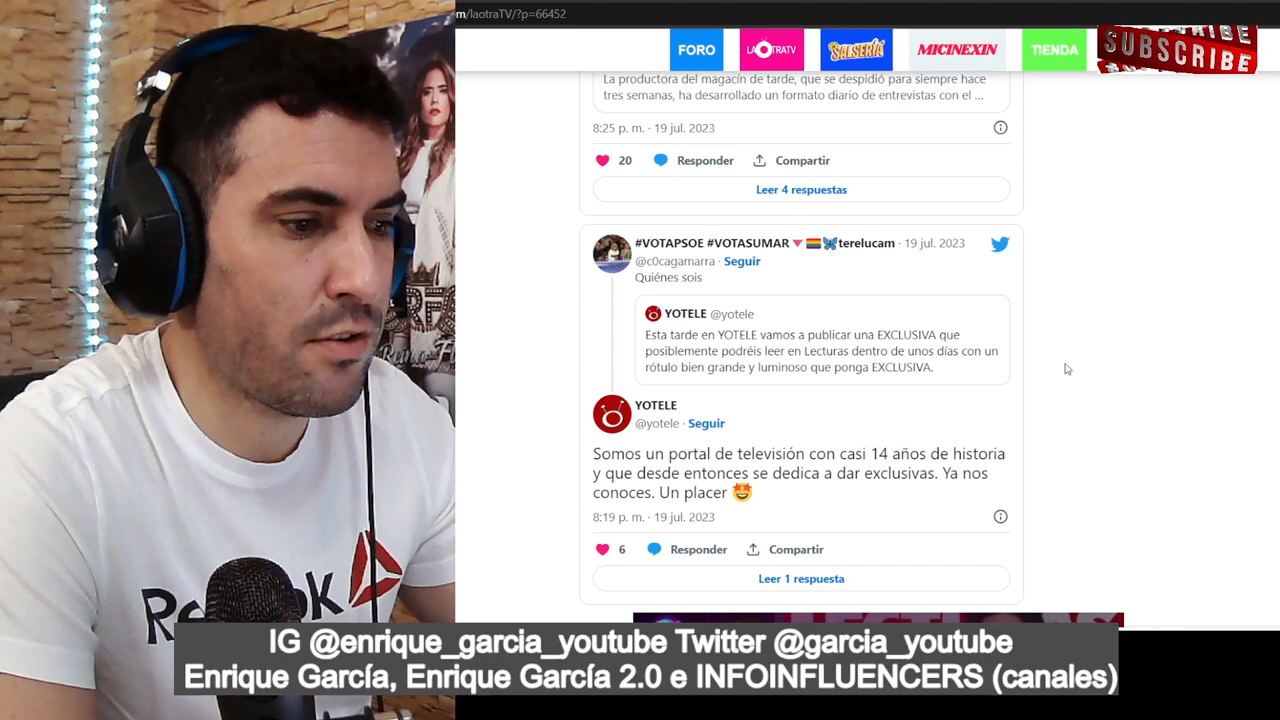 m/laotraTV/?p=66452
FORO
LAOTRATV
SALSERÍA
MICINEXIN
TIENDA
SUBSCRIBE
La productora del magacín de tarde, que se despidió para siempre hace
tres semanas, ha desarrollado un formato diario de entrevistas con el ...
8:25 p. m. · 19 jul. 2023
20 Responder Compartir
Leer 4 respuestas
#VOTAPSOE #VOTASUMAR🔻🏳️‍🌈🦋terelucam · 19 jul. 2023
@c0cagamarra · Seguir
Quiénes sois
YOTELE @yotele
Esta tarde en YOTELE vamos a publicar una EXCLUSIVA que
posiblemente podréis leer en Lecturas dentro de unos días con un
rótulo bien grande y luminoso que ponga EXCLUSIVA.
YOTELE
@yotele · Seguir
Somos un portal de televisión con casi 14 años de historia
y que desde entonces se dedica a dar exclusivas. Ya nos
conoces. Un placer 🤩
8:19 p. m. · 19 jul. 2023
6 Responder Compartir
Leer 1 respuesta
IG @enrique_garcia_youtube Twitter @garcia_youtube
Enrique García, Enrique García 2.0 e INFOINFLUENCERS (canales)